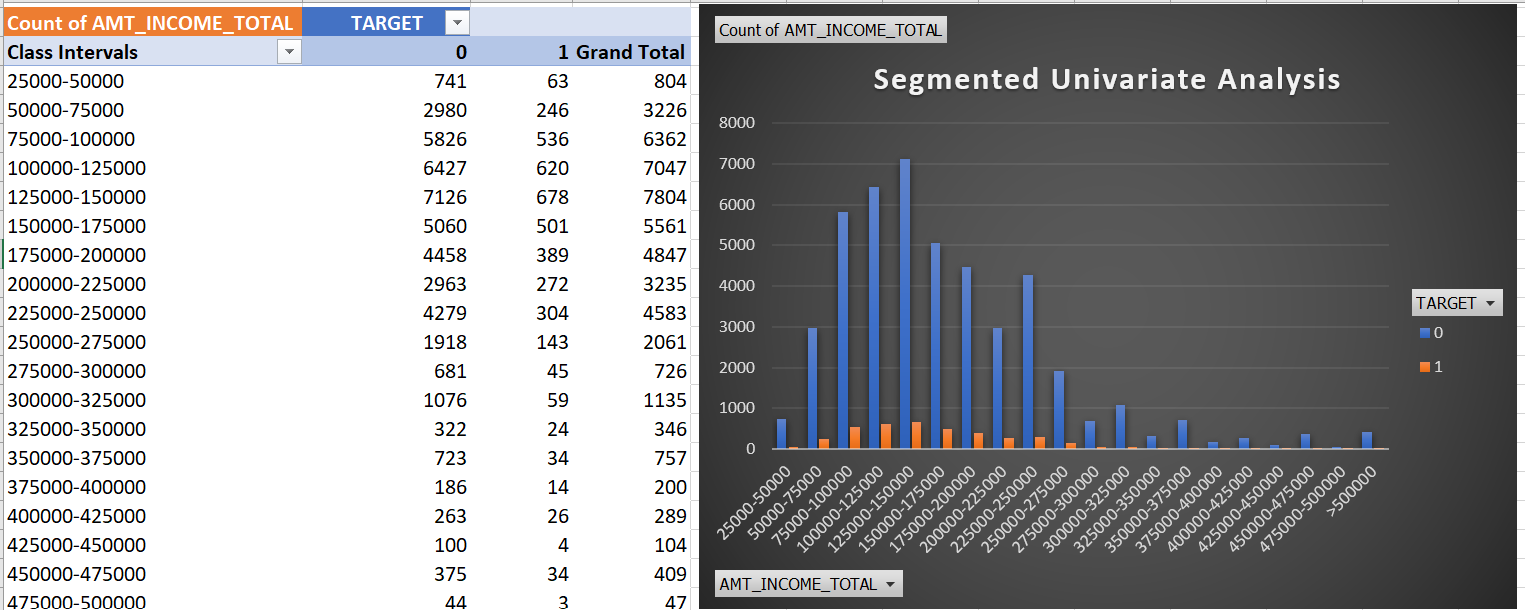 Count of AMT_INCOME_TOTAL TARGET
Class Intervals 0 1 Grand Total
25000-50000 741 63 804
50000-75000 2980 246 3226
75000-100000 5826 536 6362
100000-125000 6427 620 7047
125000-150000 7126 678 7804
150000-175000 5060 501 5561
175000-200000 4458 389 4847
200000-225000 2963 272 3235
225000-250000 4279 304 4583
250000-275000 1918 143 2061
275000-300000 681 45 726
300000-325000 1076 59 1135
325000-350000 322 24 346
350000-375000 723 34 757
375000-400000 186 14 200
400000-425000 263 26 289
425000-450000 100 4 104
450000-475000 375 34 409
475000-500000 44 3 47
Count of AMT_INCOME_TOTAL
Segmented Univariate Analysis
8000
7000
6000
5000
4000
3000
2000
1000
0
25000-50000
50000-75000
75000-100000
100000-125000
125000-150000
150000-175000
175000-200000
200000-225000
225000-250000
250000-275000
275000-300000
300000-325000
325000-350000
350000-375000
375000-400000
400000-425000
425000-450000
450000-475000
475000-500000
>500000
TARGET
0
1
AMT_INCOME_TOTAL